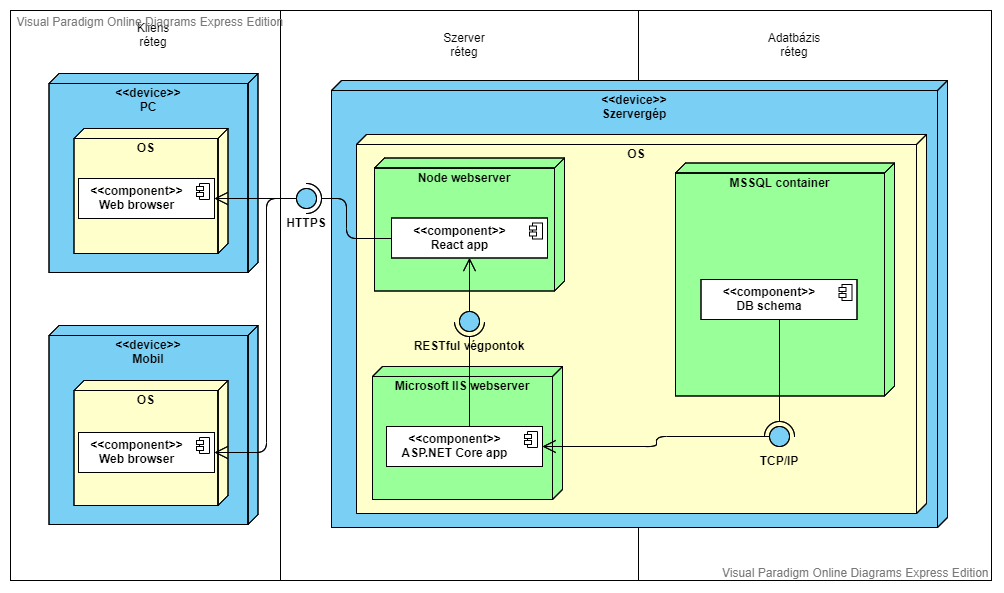 Visual Paradigm Online Diagrams Express Edition
Kliens
réteg
Szerver
réteg
Adatbázis
réteg
<<device>>
PC
OS
<<component>>
Web browser
<<device>>
Mobil
OS
<<component>>
Web browser
HTTPS
<<device>>
Szervergép
OS
Node webserver
<<component>>
React app
RESTful végpontok
Microsoft IIS webserver
<<component>>
ASP.NET Core app
MSSQL container
<<component>>
DB schema
TCP/IP
Visual Paradigm Online Diagrams Express Edition